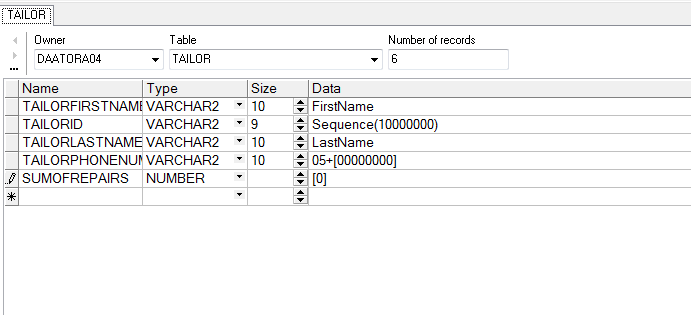 TAILOR
Owner Table Number of records
DAATORA04 TAILOR 6
Name Type Size Data
TAILORFIRSTNAME VARCHAR2 10 FirstName
TAILORID VARCHAR2 9 Sequence(10000000)
TAILORLASTNAME VARCHAR2 10 LastName
TAILORPHONENUM VARCHAR2 10 05+[00000000]
SUMOFREPAIRS NUMBER [0]